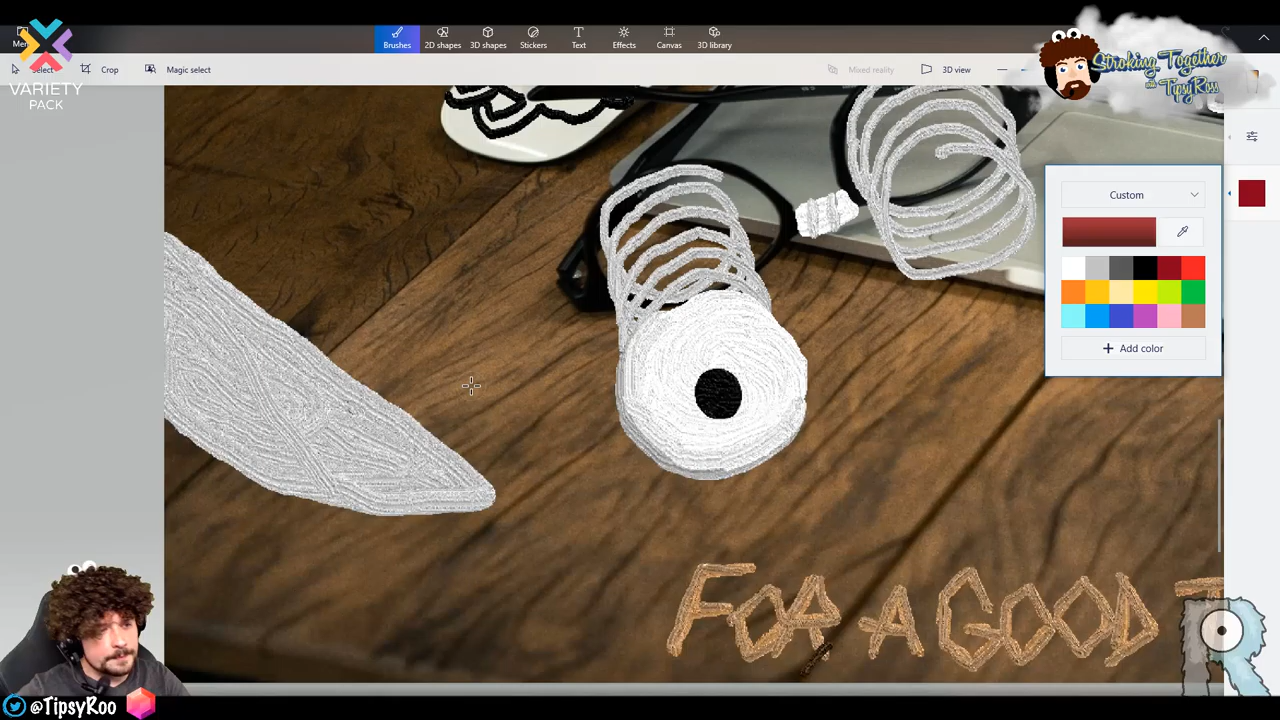 Brushes
2D shapes
3D shapes
Stickers
Text
Effects
Canvas
3D library
Select
Crop
Magic select
Mixed reality
3D view
VARIETY
PACK
Stroking Together
with TipsyRoss
Custom
+ Add color
FOR A GOOD T
@TipsyRoo
R